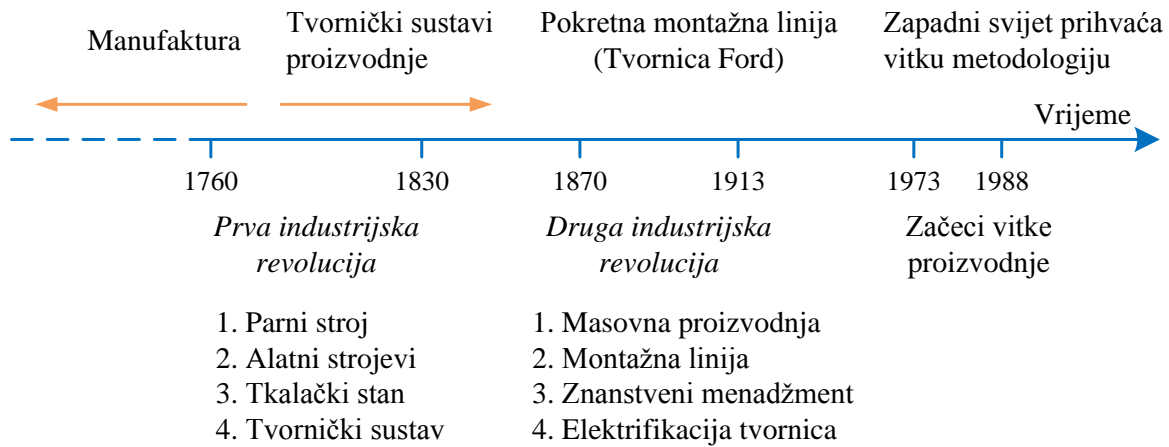 Manufaktura
Tvornički sustavi
proizvodnje
Pokretna montažna linija
(Tvornica Ford)
Zapadni svijet prihvaća
vitku metodologiju
Vrijeme
1760
1830
1870
1913
1973
1988
Prva industrijska
revolucija
Druga industrijska
revolucija
Začeci vitke
proizvodnje
1. Parni stroj
2. Alatni strojevi
3. Tkalački stan
4. Tvornički sustav
1. Masovna proizvodnja
2. Montažna linija
3. Znanstveni menadžment
4. Elektrifikacija tvornica